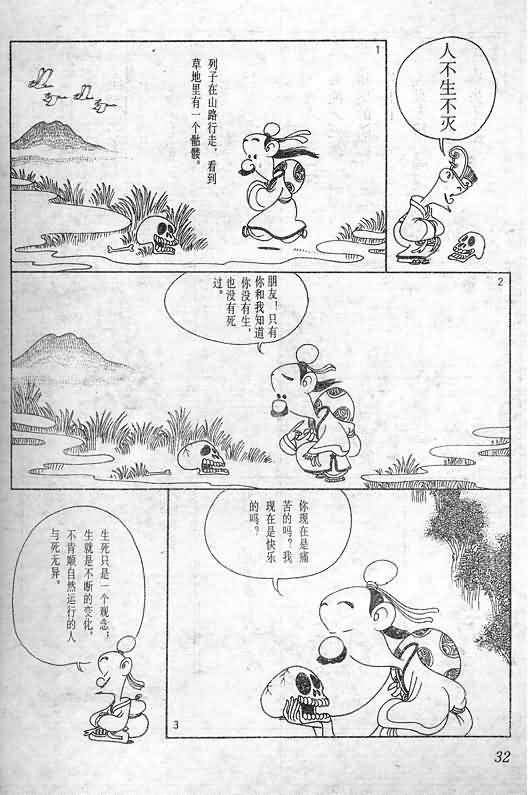 人不生不灭
1
列子在山路行走，看到
草地里有一个骷髅。
2
朋友！只有
你和我知道
你没有生，
也没有死
过。
你现在是痛
苦的吗？我
现在是快乐
的吗？
3
生死只是一个观念；
生就是不断的变化，
不肯顺自然运行的人
与死无异。
32